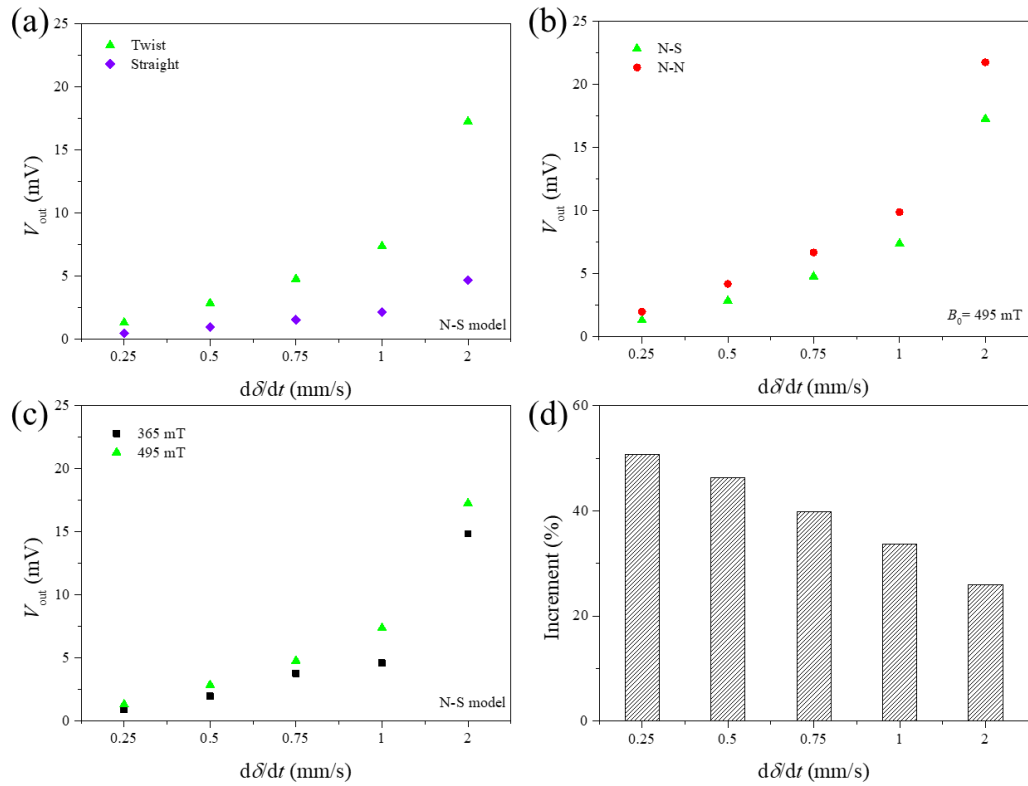 (a)
25
20
15
10
5
0
V_out (mV)
Twist
Straight
N-S model
0.25 0.5 0.75 1 2
dδ/dt (mm/s)
(b)
25
20
15
10
5
0
V_out (mV)
N-S
N-N
B_0= 495 mT
0.25 0.5 0.75 1 2
dδ/dt (mm/s)
(c)
25
20
15
10
5
0
V_out (mV)
365 mT
495 mT
N-S model
0.25 0.5 0.75 1 2
dδ/dt (mm/s)
(d)
60
40
20
0
Increment (%)
0.25 0.5 0.75 1 2
dδ/dt (mm/s)